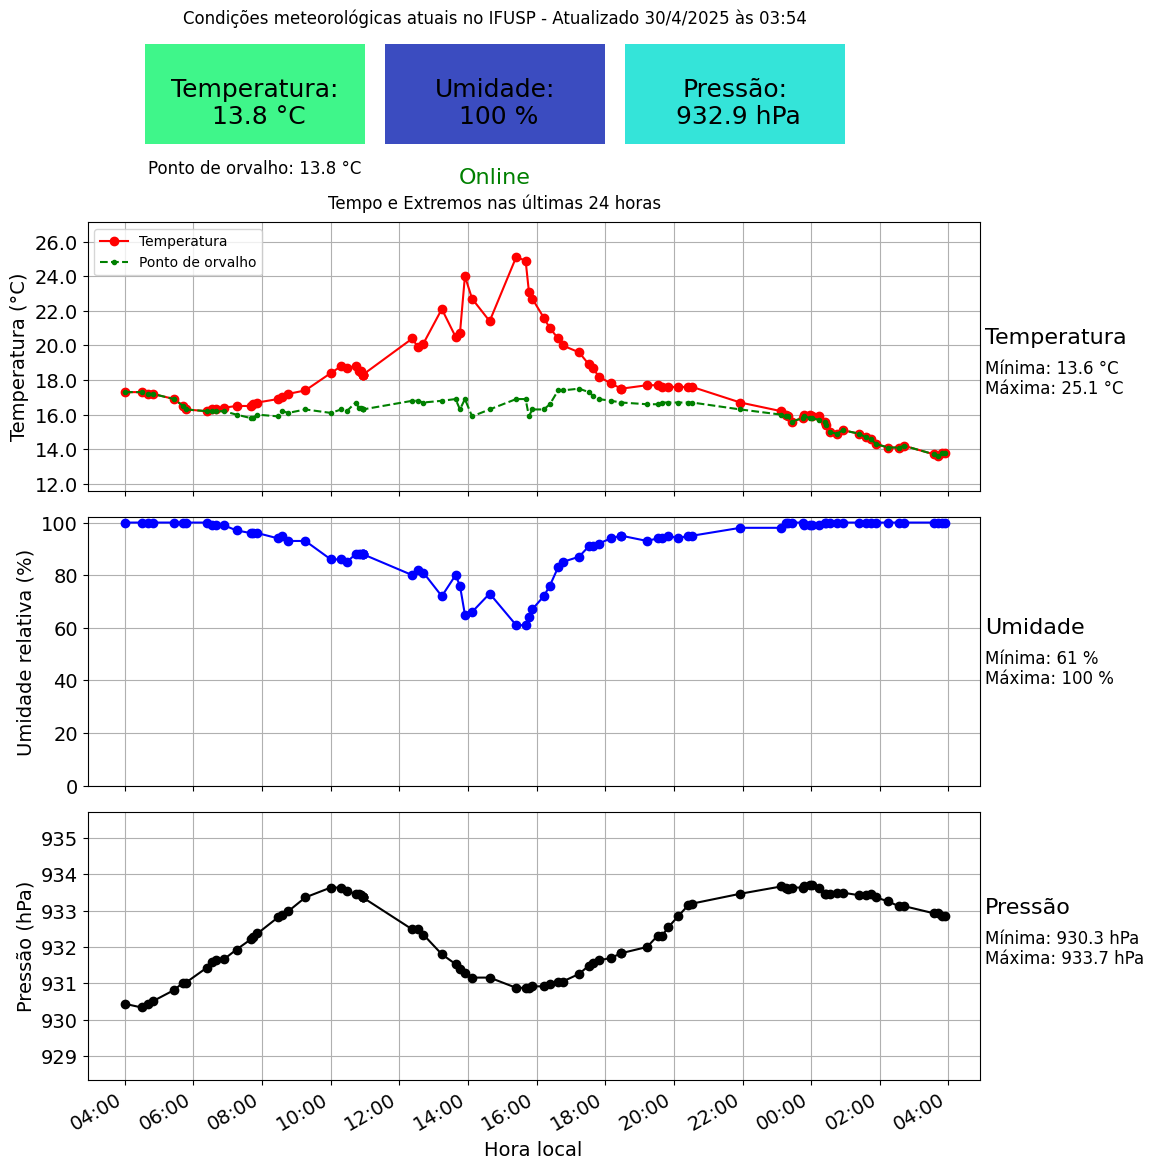 Condições meteorológicas atuais no IFUSP - Atualizado 30/4/2025 às 03:54
Temperatura:
13.8 °C
Umidade:
100 %
Pressão:
932.9 hPa
Ponto de orvalho: 13.8 °C
Online
Tempo e Extremos nas últimas 24 horas
Temperatura (°C)
26.0
24.0
22.0
20.0
18.0
16.0
14.0
12.0
Temperatura
Ponto de orvalho
Temperatura
Mínima: 13.6 °C
Máxima: 25.1 °C
Umidade relativa (%)
100
80
60
40
20
0
Umidade
Mínima: 61 %
Máxima: 100 %
Pressão (hPa)
935
934
933
932
931
930
929
Pressão
Mínima: 930.3 hPa
Máxima: 933.7 hPa
04:00 06:00 08:00 10:00 12:00 14:00 16:00 18:00 20:00 22:00 00:00 02:00 04:00
Hora local